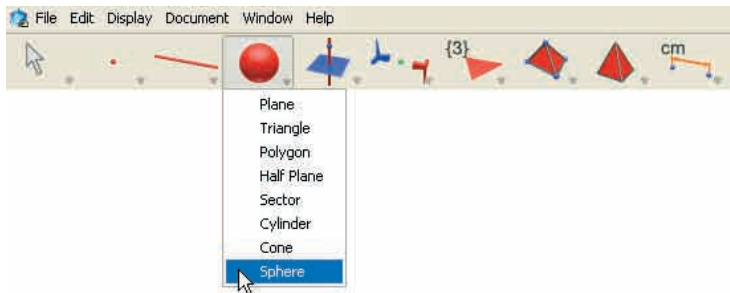 File Edit Display Document Window Help
{3} cm
Plane
Triangle
Polygon
Half Plane
Sector
Cylinder
Cone
Sphere